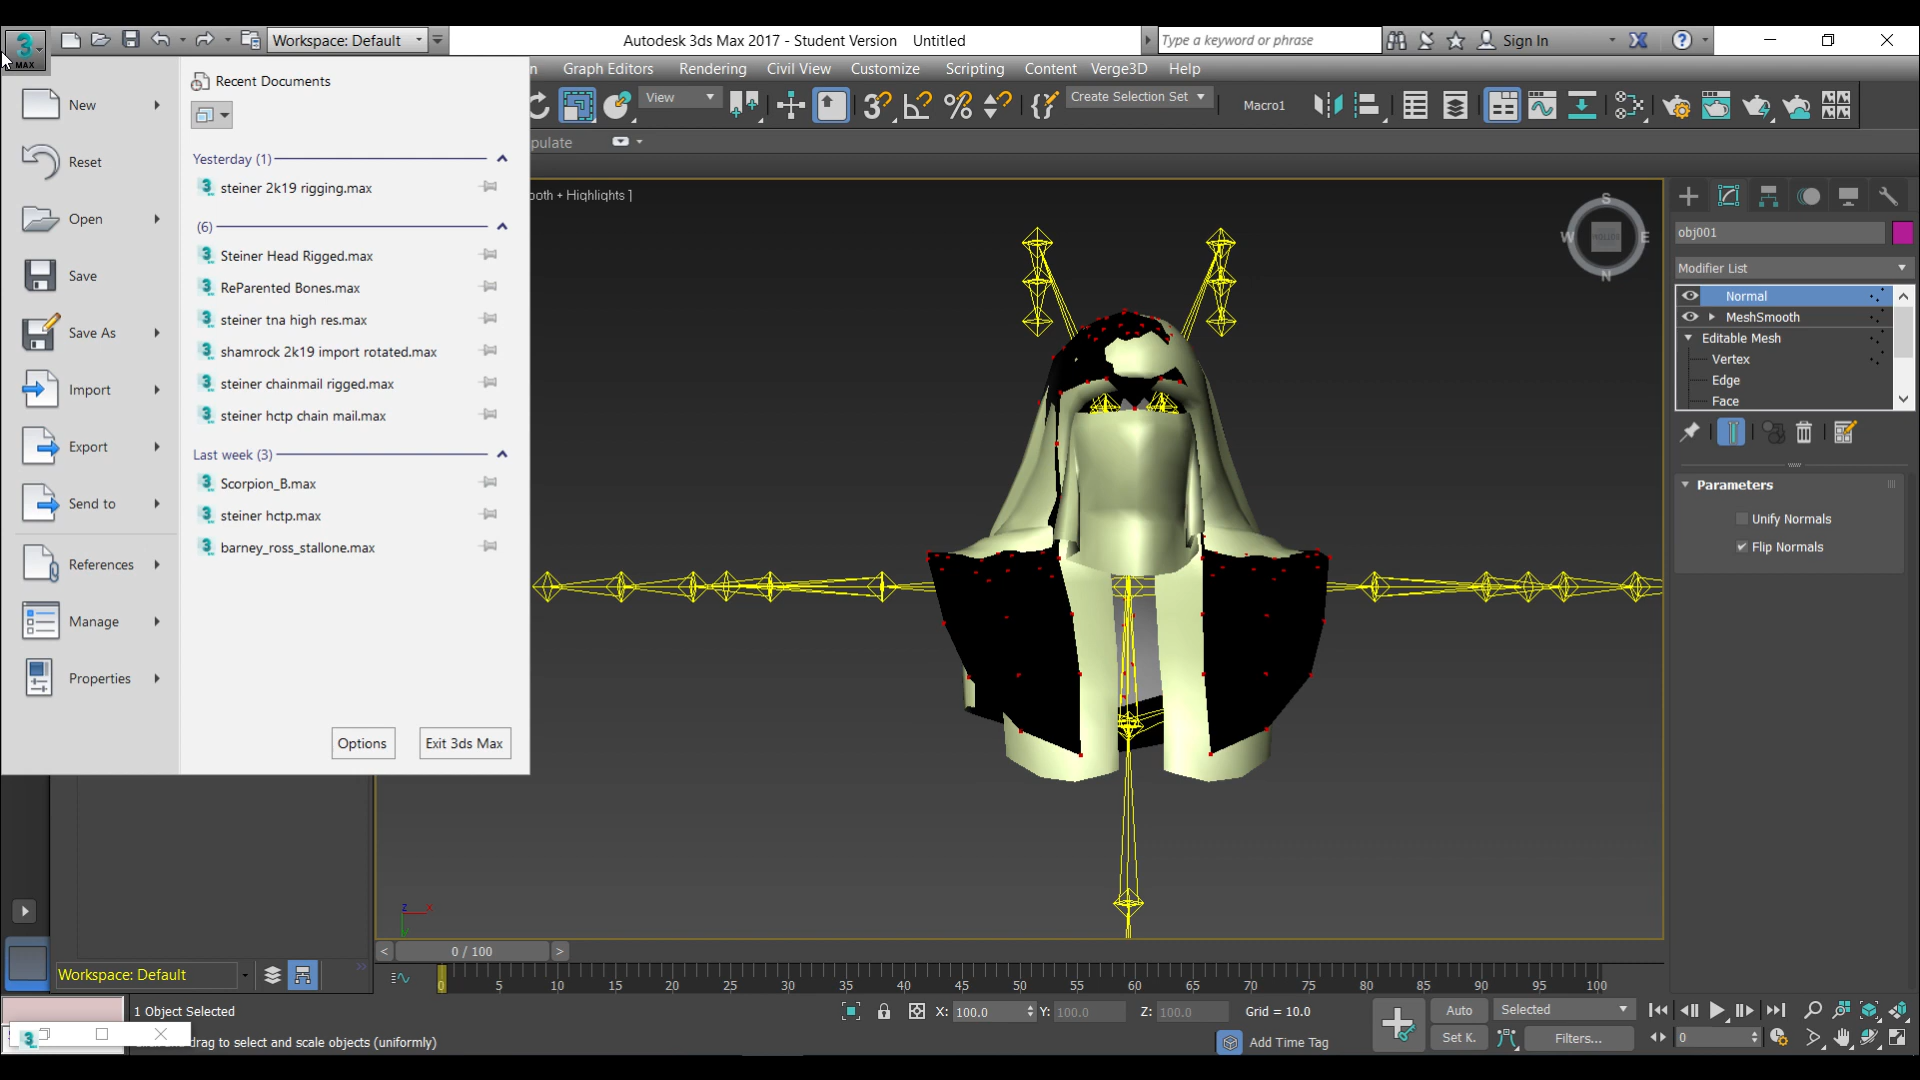 MAX
Workspace: Default
Autodesk 3ds Max 2017 - Student Version    Untitled
Type a keyword or phrase
Sign In
n
Graph Editors
Rendering
Civil View
Customize
Scripting
Content
Verge3D
Help
View
Create Selection Set
Macro1
pulate
Recent Documents
New
Reset
Open
Save
Save As
Import
Export
Send to
References
Manage
Properties
Yesterday (1)
steiner 2k19 rigging.max
(6)
Steiner Head Rigged.max
ReParented Bones.max
steiner tna high res.max
shamrock 2k19 import rotated.max
steiner chainmail rigged.max
steiner hctp chain mail.max
Last week (3)
Scorpion_B.max
steiner hctp.max
barney_ross_stallone.max
Options
Exit 3ds Max
ooth + Highlights ]
S
W
E
N
z
x
y
obj001
Modifier List
Normal
MeshSmooth
Editable Mesh
Vertex
Edge
Face
Parameters
Unify Normals
Flip Normals
< 0 / 100 >
Workspace: Default
0 5 10 15 20 25 30 35 40 45 50 55 60 65 70 75 80 85 90 95 100
1 Object Selected
X: 100.0
Y: 100.0
Z: 100.0
Grid = 10.0
Auto
Selected
drag to select and scale objects (uniformly)
Add Time Tag
Set K.
Filters...
0